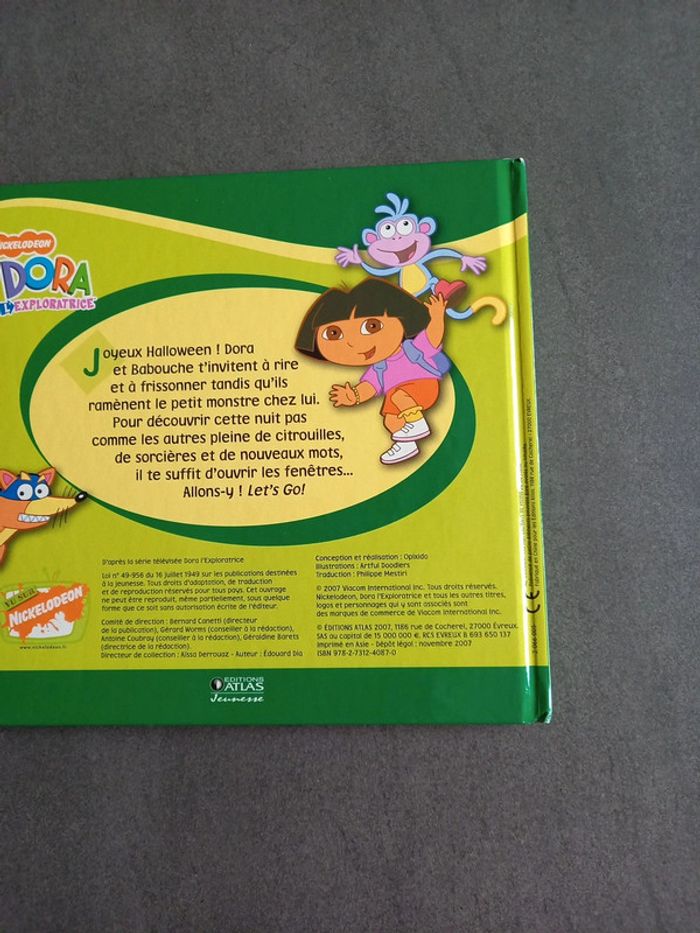 NICKELODEON
DORA
L'EXPLORATRICE
Joyeux Halloween ! Dora
et Babouche t'invitent à rire
et à frissonner tandis qu'ils
ramènent le petit monstre chez lui.
Pour découvrir cette nuit pas
comme les autres pleine de citrouilles,
de sorcières et de nouveaux mots,
il te suffit d'ouvrir les fenêtres...
Allons-y ! Let's Go!
D'après la série télévisée Dora l'Exploratrice
Loi n° 49-956 du 16 juillet 1949 sur les publications destinées
à la jeunesse. Tous droits d'adaptation, de traduction
et de reproduction réservés pour tous pays. Cet ouvrage
ne peut être reproduit, même partiellement, sous quelque
forme que ce soit sans autorisation écrite de l'éditeur.
Comité de direction : Bernard Canetti (directeur
de la publication), Gérard Worms (conseiller à la rédaction),
Antoine Coubray (conseiller à la rédaction), Géraldine Barets
(directrice de la rédaction).
Directeur de collection : Aïssa Derrouaz - Auteur : Édouard Dia
Conception et réalisation : Opixido
Illustrations : Artful Doodlers
Traduction : Philippe Mestiri
© 2007 Viacom International Inc. Tous droits réservés.
Nickelodeon, Dora l'Exploratrice et tous les autres titres,
logos et personnages qui y sont associés sont
des marques de commerce de Viacom International Inc.
© ÉDITIONS ATLAS 2007, 1186 rue de Cocherel, 27000 Évreux.
SAS au capital de 15 000 000 €. RCS EVREUX B 693 650 137
Imprimé en Asie - Dépôt légal : novembre 2007
ISBN 978-2-7312-4087-0
VU SUR
NICKELODEON
www.nickelodeon.fr
EDITIONS
ATLAS
Jeunesse
CE